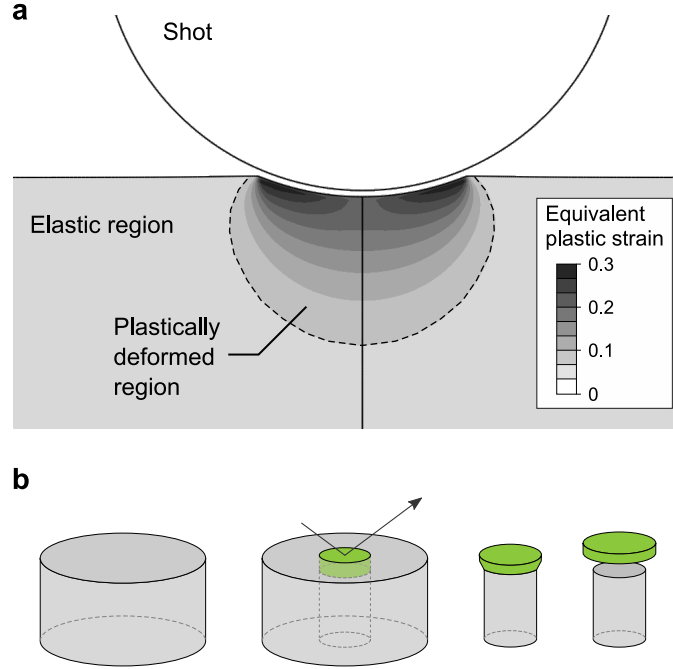 a
Shot
Elastic region
Equivalent
plastic strain
0.3
0.2
0.1
0
Plastically
deformed
region
b